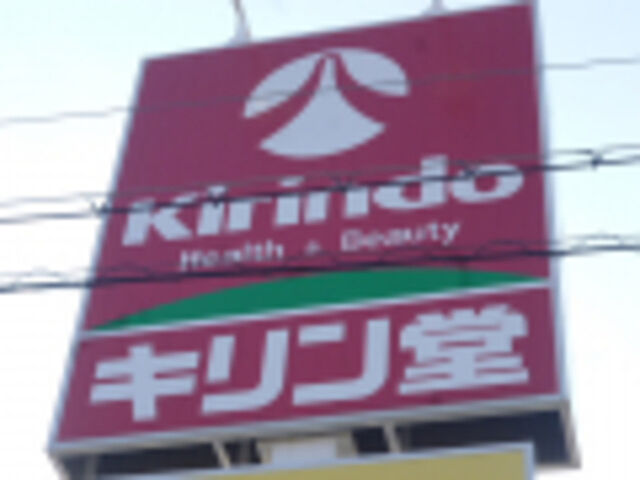 Kirindo
Health + Beauty
キリン堂